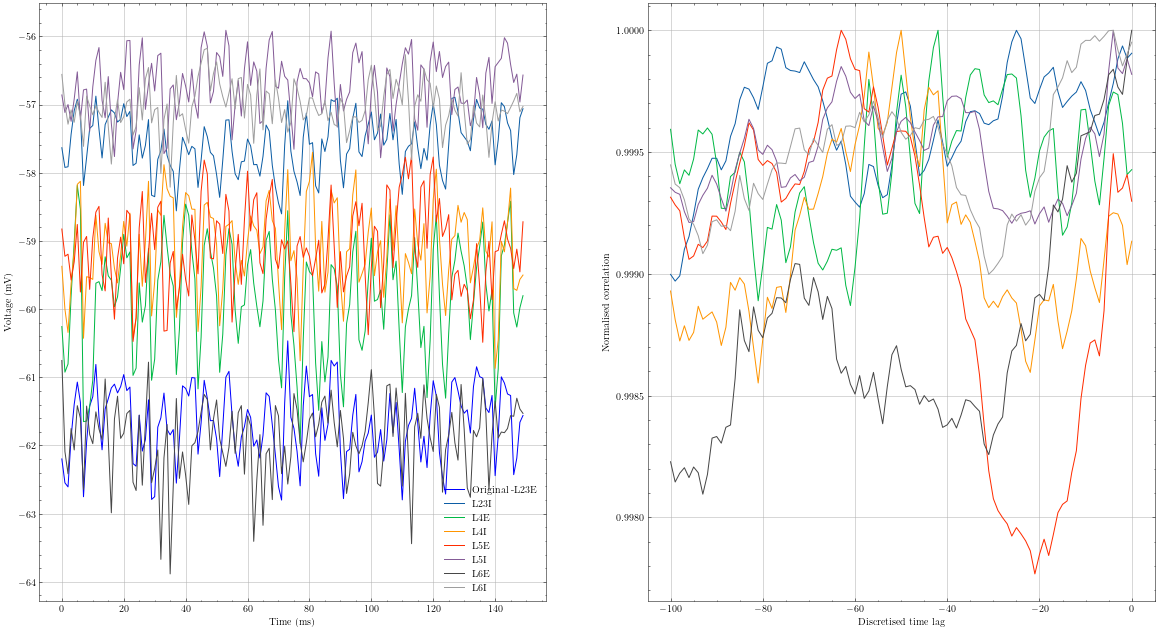 −56
−57
−58
−59
−60
−61
−62
−63
−64
Voltage (mV)
0 20 40 60 80 100 120 140
Time (ms)
Original -L23E
L23I
L4E
L4I
L5E
L5I
L6E
L6I
1.0000
0.9995
0.9990
0.9985
0.9980
Normalised correlation
−100 −80 −60 −40 −20 0
Discretised time lag